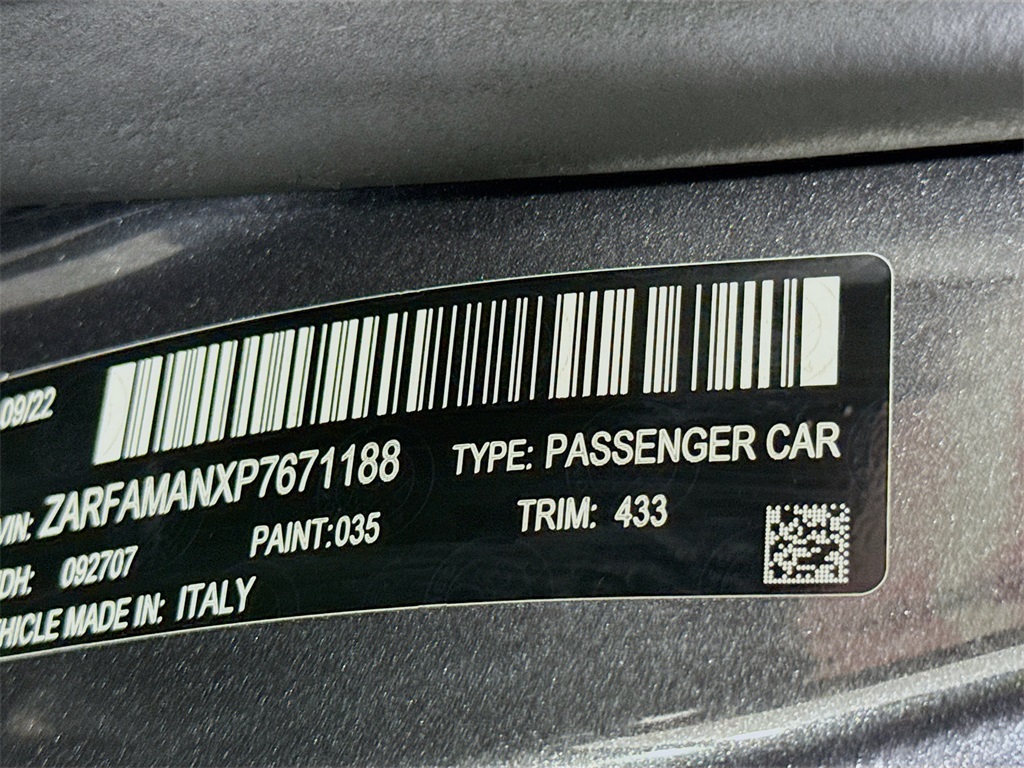 09/22
VIN: ZARFAMANXP7671188 TYPE: PASSENGER CAR
DH: 092707 PAINT:035 TRIM: 433
HICLE MADE IN: ITALY